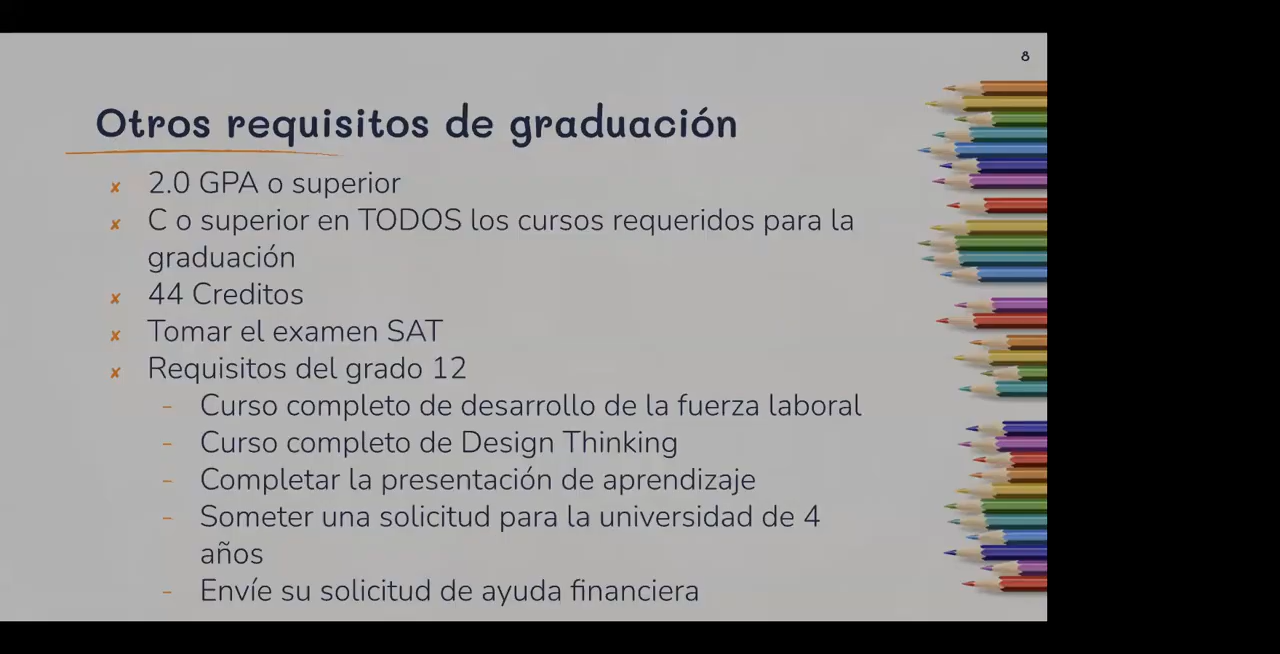 8
Otros requisitos de graduación
✘ 2.0 GPA o superior
✘ C o superior en TODOS los cursos requeridos para la
graduación
✘ 44 Creditos
✘ Tomar el examen SAT
✘ Requisitos del grado 12
- Curso completo de desarrollo de la fuerza laboral
- Curso completo de Design Thinking
- Completar la presentación de aprendizaje
- Someter una solicitud para la universidad de 4
años
- Envíe su solicitud de ayuda financiera